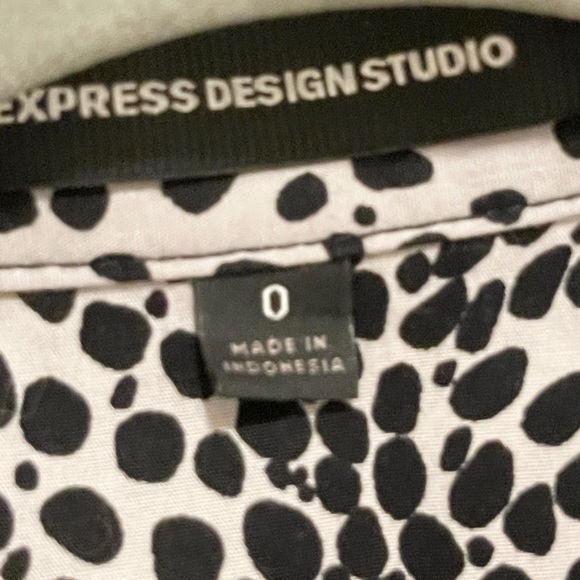 EXPRESS DESIGN STUDIO
0
MADE IN
INDONESIA